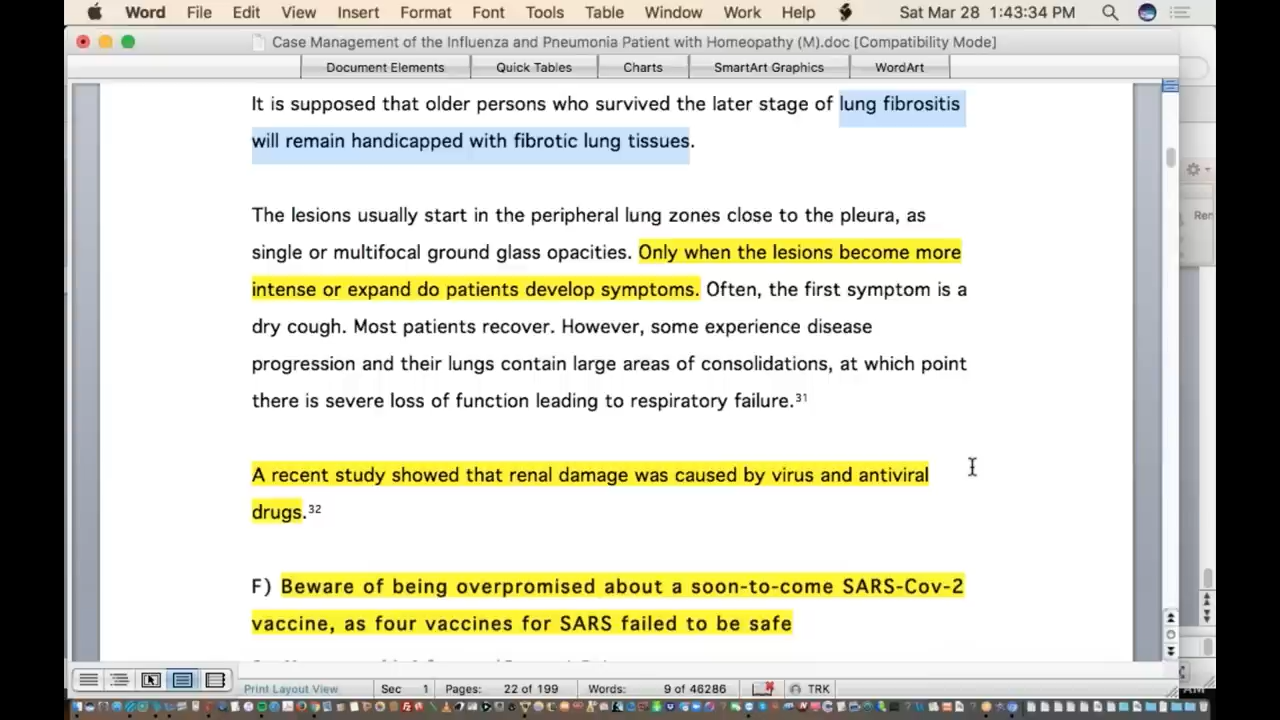 Word File Edit View Insert Format Font Tools Table Window Work Help Sat Mar 28 1:43:34 PM
Case Management of the Influenza and Pneumonia Patient with Homeopathy (M).doc [Compatibility Mode]
Document Elements Quick Tables Charts SmartArt Graphics WordArt
It is supposed that older persons who survived the later stage of lung fibrositis
will remain handicapped with fibrotic lung tissues.
The lesions usually start in the peripheral lung zones close to the pleura, as
single or multifocal ground glass opacities. Only when the lesions become more
intense or expand do patients develop symptoms. Often, the first symptom is a
dry cough. Most patients recover. However, some experience disease
progression and their lungs contain large areas of consolidations, at which point
there is severe loss of function leading to respiratory failure.31
A recent study showed that renal damage was caused by virus and antiviral
drugs.32
F) Beware of being overpromised about a soon-to-come SARS-Cov-2
vaccine, as four vaccines for SARS failed to be safe
Print Layout View Sec 1 Pages: 22 of 199 Words: 9 of 46286 TRK